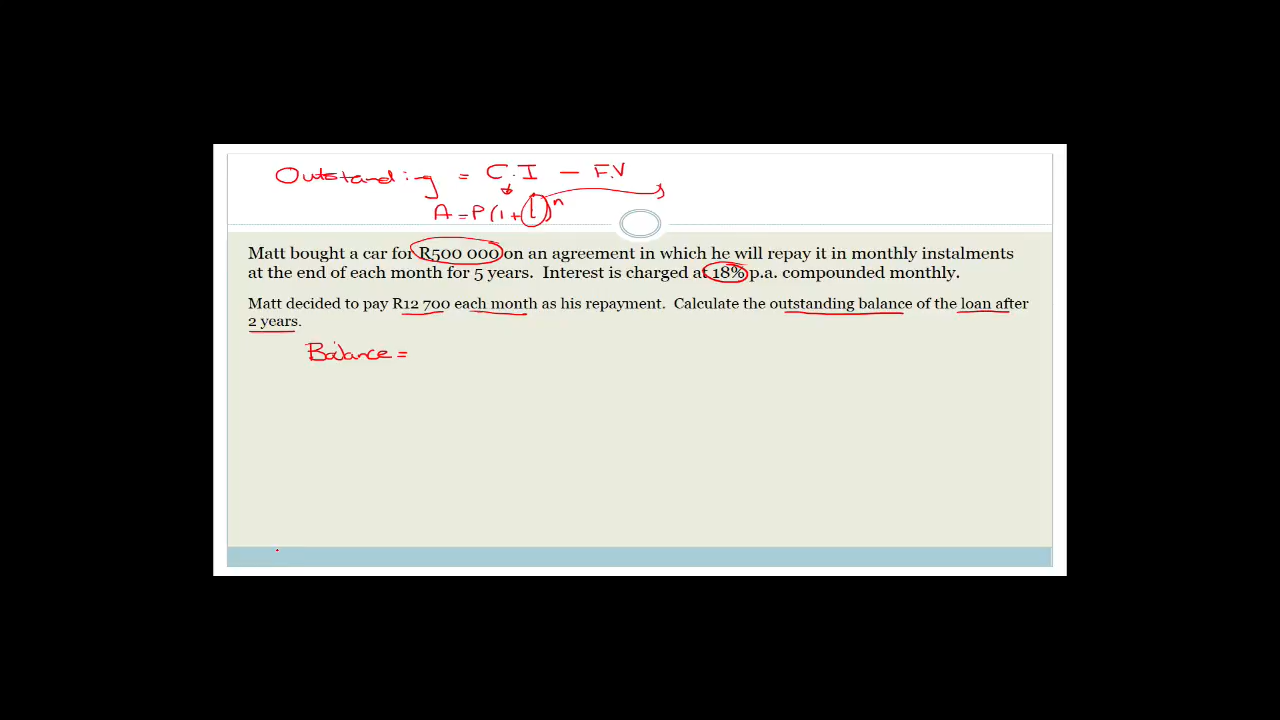 Outstanding = C.I - F.V
A = P(1+i)^n
Matt bought a car for R500 000 on an agreement in which he will repay it in monthly instalments
at the end of each month for 5 years. Interest is charged at 18% p.a. compounded monthly.
Matt decided to pay R12 700 each month as his repayment. Calculate the outstanding balance of the loan after
2 years.
Balance =